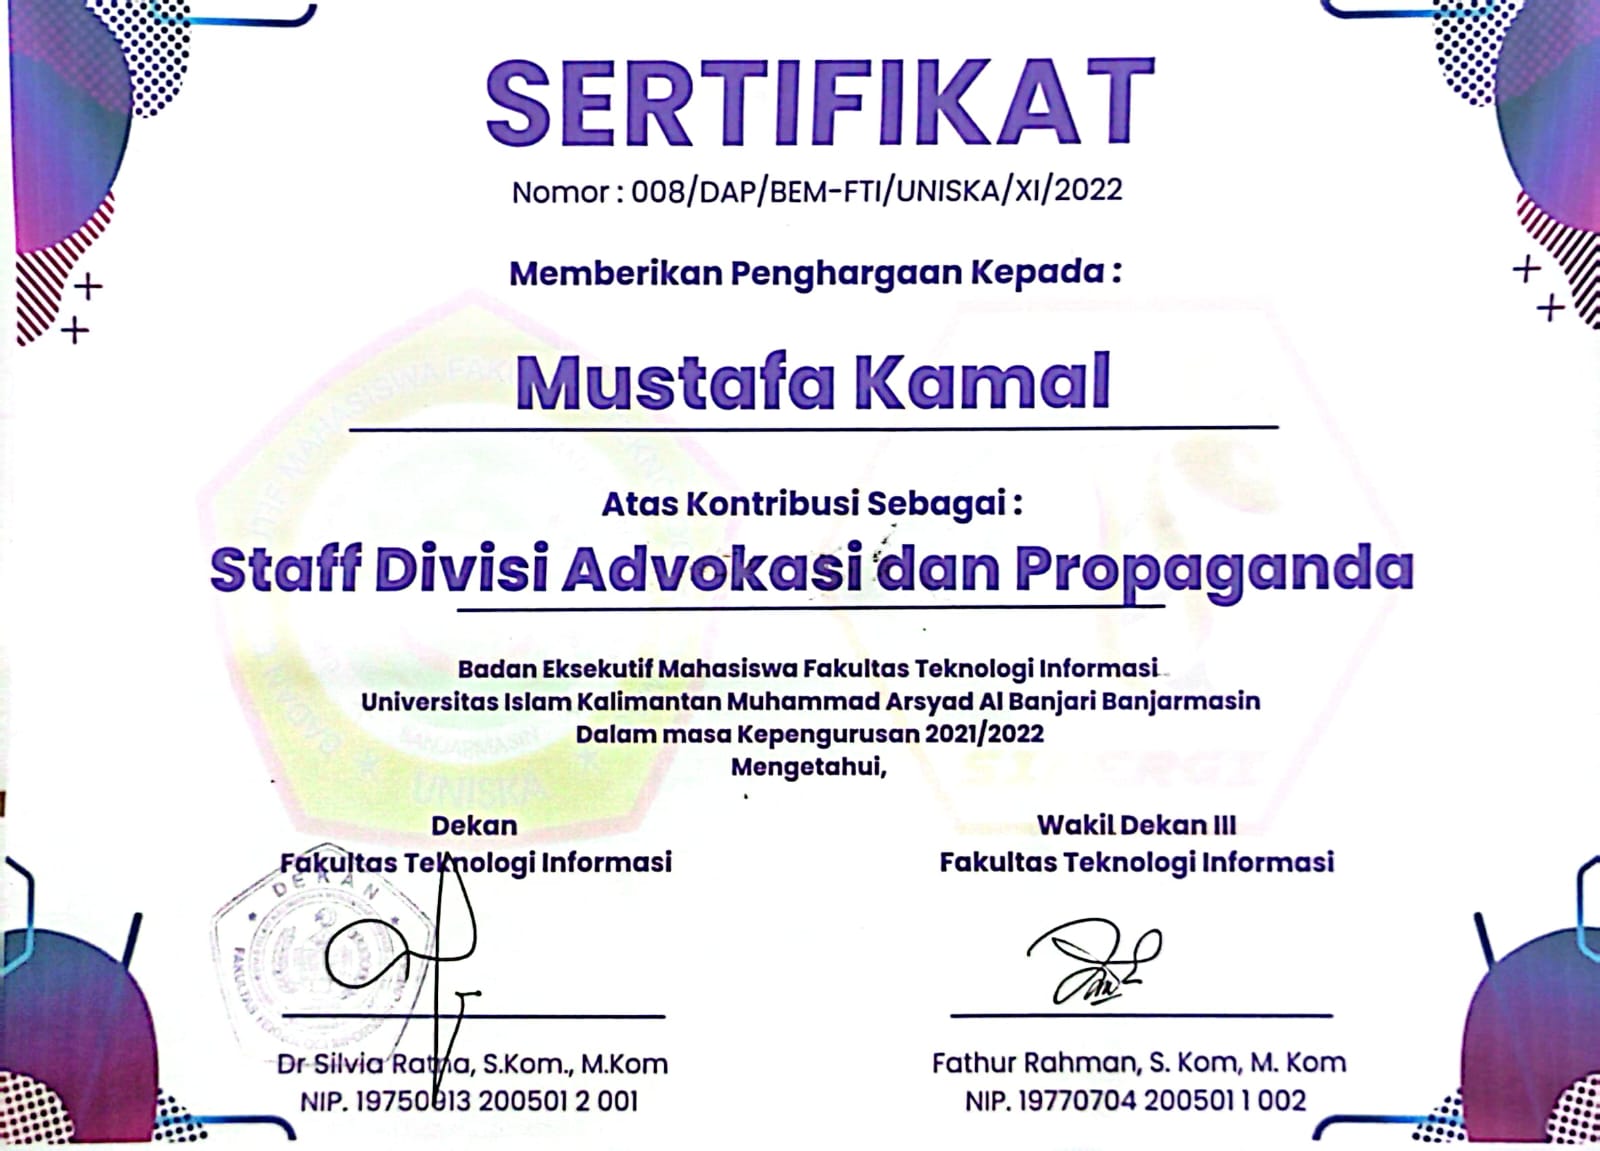 SERTIFIKAT
Nomor : 008/DAP/BEM-FTI/UNISKA/XI/2022
Memberikan Penghargaan Kepada :
Mustafa Kamal
Atas Kontribusi Sebagai :
Staff Divisi Advokasi dan Propaganda
Badan Eksekutif Mahasiswa Fakultas Teknologi Informasi
Universitas Islam Kalimantan Muhammad Arsyad Al Banjari Banjarmasin
Dalam masa Kepengurusan 2021/2022
Mengetahui,
Dekan
Fakultas Teknologi Informasi
DEKAN
Dr Silvia Ratna, S.Kom., M.Kom
NIP. 19750913 200501 2 001
Wakil Dekan III
Fakultas Teknologi Informasi
Fathur Rahman, S. Kom, M. Kom
NIP. 19770704 200501 1 002
BANJARMASIN
UNISKA